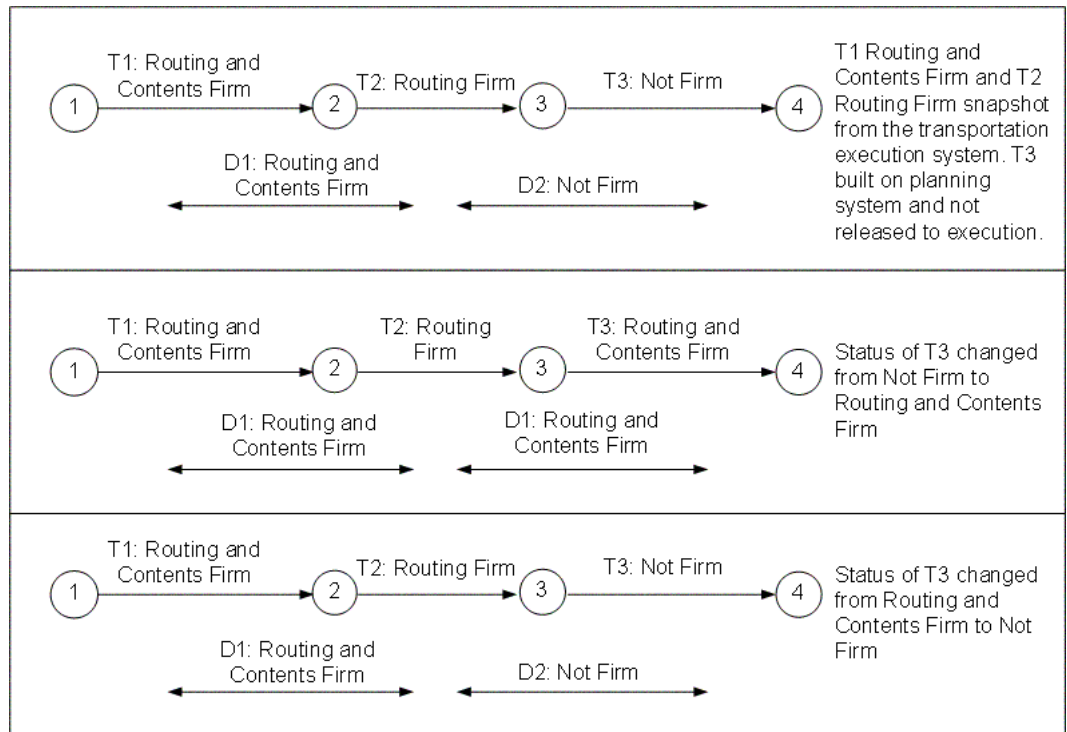 T1: Routing and
Contents Firm
T2: Routing Firm
T3: Not Firm
1
2
3
4
D1: Routing and
Contents Firm
D2: Not Firm
T1 Routing and
Contents Firm and T2
Routing Firm snapshot
from the transportation
execution system. T3
built on planning
system and not
released to execution.
T1: Routing and
Contents Firm
T2: Routing
Firm
T3: Routing and
Contents Firm
1
2
3
4
D1: Routing and
Contents Firm
D1: Routing and
Contents Firm
Status of T3 changed
from Not Firm to
Routing and Contents
Firm
T1: Routing and
Contents Firm
T2: Routing Firm
T3: Not Firm
1
2
3
4
D1: Routing and
Contents Firm
D2: Not Firm
Status of T3 changed
from Routing and
Contents Firm to Not
Firm